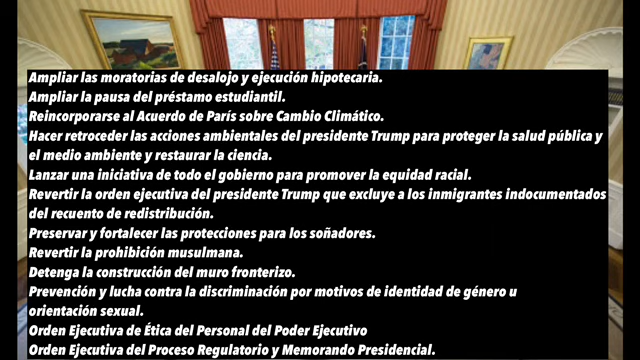 Ampliar las moratorias de desalojo y ejecución hipotecaria.
Ampliar la pausa del préstamo estudiantil.
Reincorporarse al Acuerdo de París sobre Cambio Climático.
Hacer retroceder las acciones ambientales del presidente Trump para proteger la salud pública y
el medio ambiente y restaurar la ciencia.
Lanzar una iniciativa de todo el gobierno para promover la equidad racial.
Revertir la orden ejecutiva del presidente Trump que excluye a los inmigrantes indocumentados
del recuento de redistribución.
Preservar y fortalecer las protecciones para los soñadores.
Revertir la prohibición musulmana.
Detenga la construcción del muro fronterizo.
Prevención y lucha contra la discriminación por motivos de identidad de género u
orientación sexual.
Orden Ejecutiva de Ética del Personal del Poder Ejecutivo
Orden Ejecutiva del Proceso Regulatorio y Memorando Presidencial.